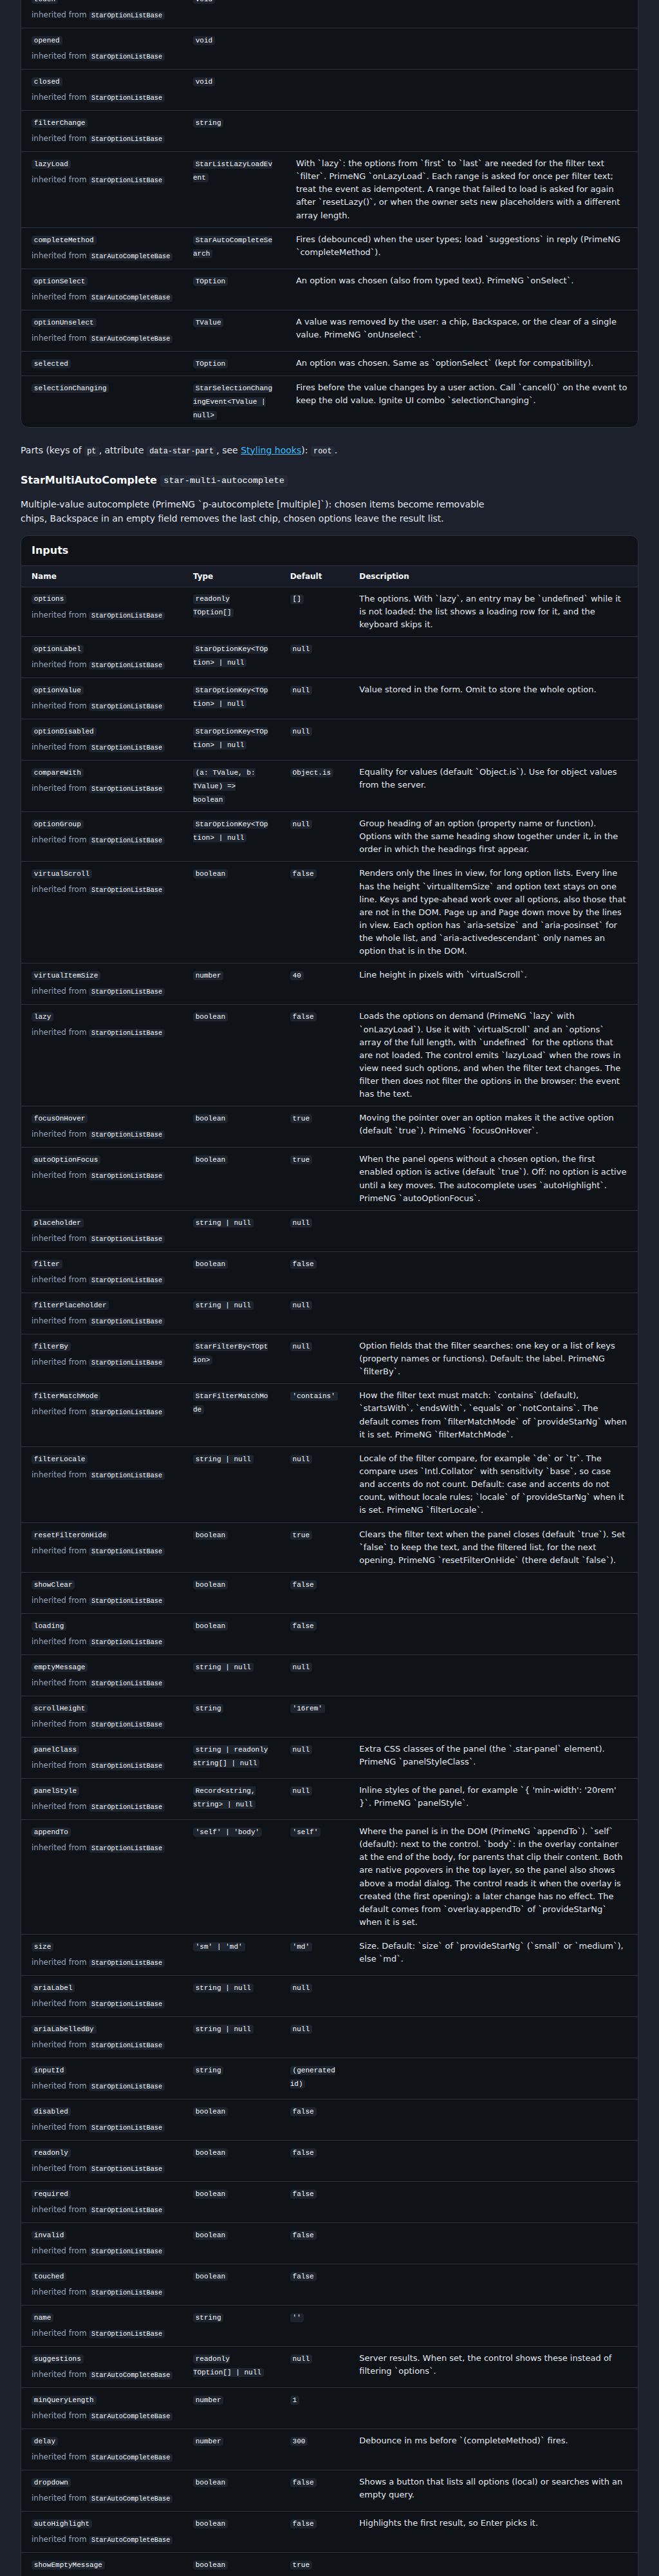 touch void
inherited from StarOptionListBase
opened void
inherited from StarOptionListBase
closed void
inherited from StarOptionListBase
filterChange string
inherited from StarOptionListBase
lazyLoad StarListLazyLoadEv With `lazy`: the options from `first` to `last` are needed for the filter text
inherited from StarOptionListBase ent `filter`. PrimeNG `onLazyLoad`. Each range is asked for once per filter text;
treat the event as idempotent. A range that failed to load is asked for again
after `resetLazy()`, or when the owner sets new placeholders with a different
array length.
completeMethod StarAutoCompleteSe Fires (debounced) when the user types; load `suggestions` in reply (PrimeNG
inherited from StarAutoCompleteBase arch `completeMethod`).
optionSelect TOption An option was chosen (also from typed text). PrimeNG `onSelect`.
inherited from StarAutoCompleteBase
optionUnselect TValue A value was removed by the user: a chip, Backspace, or the clear of a single
inherited from StarAutoCompleteBase value. PrimeNG `onUnselect`.
selected TOption An option was chosen. Same as `optionSelect` (kept for compatibility).
selectionChanging StarSelectionChang Fires before the value changes by a user action. Call `cancel()` on the event to
ingEvent<TValue | keep the old value. Ignite UI combo `selectionChanging`.
null>
Parts (keys of pt, attribute data-star-part, see Styling hooks): root.
StarMultiAutoComplete star-multi-autocomplete
Multiple-value autocomplete (PrimeNG `p-autocomplete [multiple]`): chosen items become removable
chips, Backspace in an empty field removes the last chip, chosen options leave the result list.
Inputs
Name Type Default Description
options readonly [] The options. With `lazy`, an entry may be `undefined` while it
inherited from StarOptionListBase TOption[] is not loaded: the list shows a loading row for it, and the
keyboard skips it.
optionLabel StarOptionKey<TOp null
inherited from StarOptionListBase tion> | null
optionValue StarOptionKey<TOp null Value stored in the form. Omit to store the whole option.
inherited from StarOptionListBase tion> | null
optionDisabled StarOptionKey<TOp null
inherited from StarOptionListBase tion> | null
compareWith (a: TValue, b: Object.is Equality for values (default `Object.is`). Use for object values
inherited from StarOptionListBase TValue) => from the server.
boolean
optionGroup StarOptionKey<TOp null Group heading of an option (property name or function).
inherited from StarOptionListBase tion> | null Options with the same heading show together under it, in the
order in which the headings first appear.
virtualScroll boolean false Renders only the lines in view, for long option lists. Every line
inherited from StarOptionListBase has the height `virtualItemSize` and option text stays on one
line. Keys and type-ahead work over all options, also those that
are not in the DOM. Page up and Page down move by the lines
in view. Each option has `aria-setsize` and `aria-posinset` for
the whole list, and `aria-activedescendant` only names an
option that is in the DOM.
virtualItemSize number 40 Line height in pixels with `virtualScroll`.
inherited from StarOptionListBase
lazy boolean false Loads the options on demand (PrimeNG `lazy` with
inherited from StarOptionListBase `onLazyLoad`). Use it with `virtualScroll` and an `options`
array of the full length, with `undefined` for the options that
are not loaded. The control emits `lazyLoad` when the rows in
view need such options, and when the filter text changes. The
filter then does not filter the options in the browser: the event
has the text.
focusOnHover boolean true Moving the pointer over an option makes it the active option
inherited from StarOptionListBase (default `true`). PrimeNG `focusOnHover`.
autoOptionFocus boolean true When the panel opens without a chosen option, the first
inherited from StarOptionListBase enabled option is active (default `true`). Off: no option is active
until a key moves. The autocomplete uses `autoHighlight`.
PrimeNG `autoOptionFocus`.
placeholder string | null null
inherited from StarOptionListBase
filter boolean false
inherited from StarOptionListBase
filterPlaceholder string | null null
inherited from StarOptionListBase
filterBy StarFilterBy<TOpt null Option fields that the filter searches: one key or a list of keys
inherited from StarOptionListBase ion> (property names or functions). Default: the label. PrimeNG
`filterBy`.
filterMatchMode StarFilterMatchMo 'contains' How the filter text must match: `contains` (default),
inherited from StarOptionListBase de `startsWith`, `endsWith`, `equals` or `notContains`. The
default comes from `filterMatchMode` of `provideStarNg` when
it is set. PrimeNG `filterMatchMode`.
filterLocale string | null null Locale of the filter compare, for example `de` or `tr`. The
inherited from StarOptionListBase compare uses `Intl.Collator` with sensitivity `base`, so case
and accents do not count. Default: case and accents do not
count, without locale rules; `locale` of `provideStarNg` when it
is set. PrimeNG `filterLocale`.
resetFilterOnHide boolean true Clears the filter text when the panel closes (default `true`). Set
inherited from StarOptionListBase `false` to keep the text, and the filtered list, for the next
opening. PrimeNG `resetFilterOnHide` (there default `false`).
showClear boolean false
inherited from StarOptionListBase
loading boolean false
inherited from StarOptionListBase
emptyMessage string | null null
inherited from StarOptionListBase
scrollHeight string '16rem'
inherited from StarOptionListBase
panelClass string | readonly null Extra CSS classes of the panel (the `.star-panel` element).
inherited from StarOptionListBase string[] | null PrimeNG `panelStyleClass`.
panelStyle Record<string, null Inline styles of the panel, for example `{ 'min-width': '20rem'
inherited from StarOptionListBase string> | null }`. PrimeNG `panelStyle`.
appendTo 'self' | 'body' 'self' Where the panel is in the DOM (PrimeNG `appendTo`). `self`
inherited from StarOptionListBase (default): next to the control. `body`: in the overlay container
at the end of the body, for parents that clip their content. Both
are native popovers in the top layer, so the panel also shows
above a modal dialog. The control reads it when the overlay is
created (the first opening): a later change has no effect. The
default comes from `overlay.appendTo` of `provideStarNg`
when it is set.
size 'sm' | 'md' 'md' Size. Default: `size` of `provideStarNg` (`small` or `medium`),
inherited from StarOptionListBase else `md`.
ariaLabel string | null null
inherited from StarOptionListBase
ariaLabelledBy string | null null
inherited from StarOptionListBase
inputId string (generated
inherited from StarOptionListBase id)
disabled boolean false
inherited from StarOptionListBase
readonly boolean false
inherited from StarOptionListBase
required boolean false
inherited from StarOptionListBase
invalid boolean false
inherited from StarOptionListBase
touched boolean false
inherited from StarOptionListBase
name string ''
inherited from StarOptionListBase
suggestions readonly null Server results. When set, the control shows these instead of
inherited from StarAutoCompleteBase TOption[] | null filtering `options`.
minQueryLength number 1
inherited from StarAutoCompleteBase
delay number 300 Debounce in ms before `(completeMethod)` fires.
inherited from StarAutoCompleteBase
dropdown boolean false Shows a button that lists all options (local) or searches with an
inherited from StarAutoCompleteBase empty query.
autoHighlight boolean false Highlights the first result, so Enter picks it.
inherited from StarAutoCompleteBase
showEmptyMessage boolean true